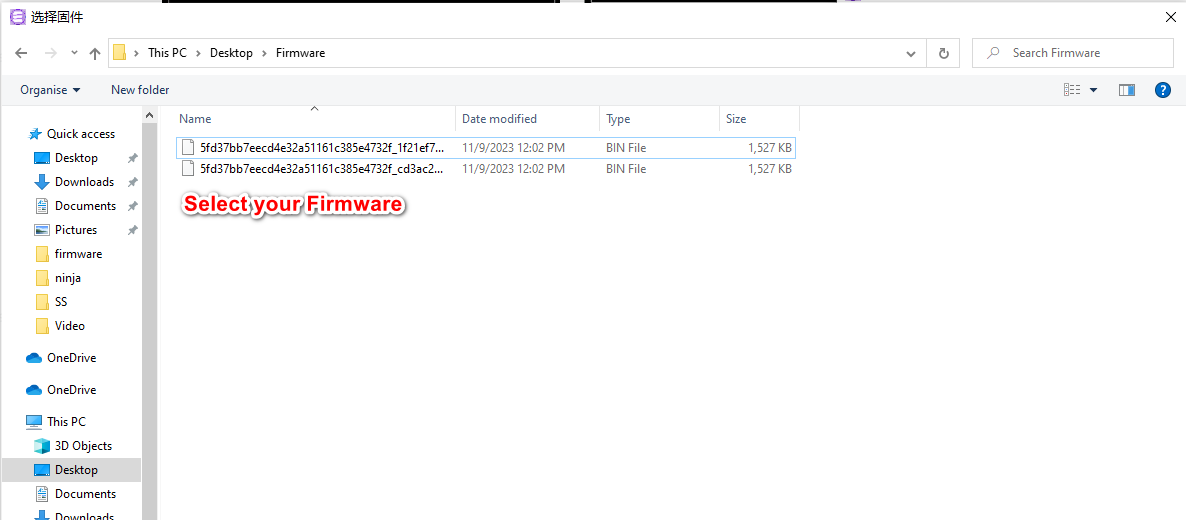 选择固件
This PC
Desktop
Firmware
Search Firmware
Organise
New folder
Name
Date modified
Type
Size
5fd37bb7eecd4e32a51161c385e4732f_1f21ef7...
11/9/2023 12:02 PM
BIN File
1,527 KB
5fd37bb7eecd4e32a51161c385e4732f_cd3ac2...
11/9/2023 12:02 PM
BIN File
1,527 KB
Select your Firmware
Quick access
Desktop
Downloads
Documents
Pictures
firmware
ninja
SS
Video
OneDrive
OneDrive
This PC
3D Objects
Desktop
Documents
Downloads